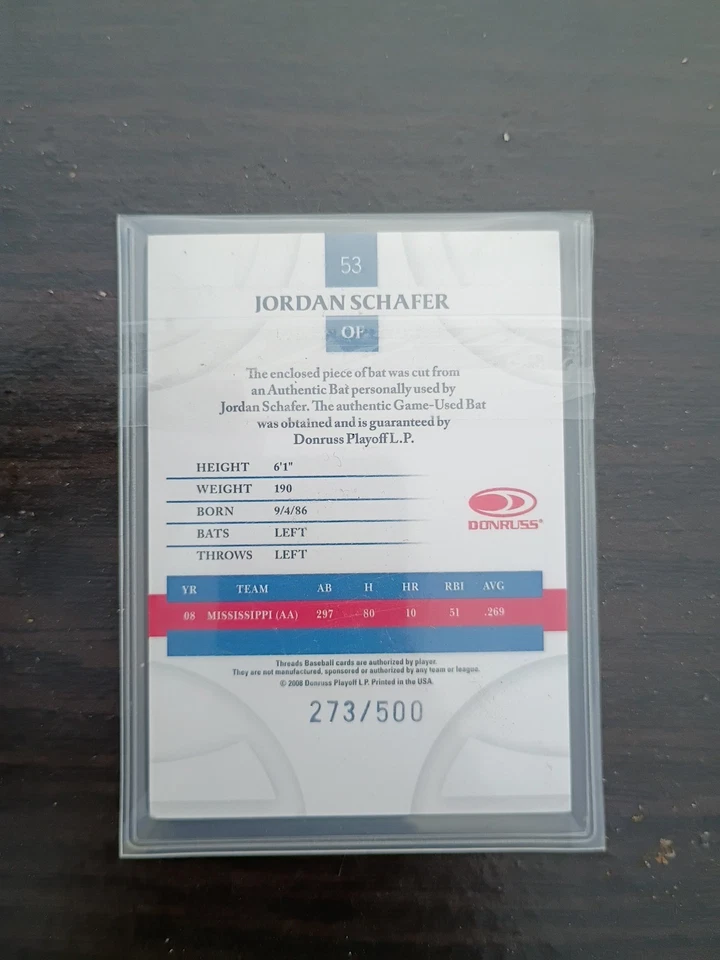 53
JORDAN SCHAFER
OF
The enclosed piece of bat was cut from
an Authentic Bat personally used by
Jordan Schafer. The authentic Game-Used Bat
was obtained and is guaranteed by
Donruss Playoff L.P.
HEIGHT 6'1"
WEIGHT 190
BORN 9/4/86
BATS LEFT
THROWS LEFT
DONRUSS®
YR TEAM AB H HR RBI AVG
08 MISSISSIPPI (AA) 297 80 10 51 .269
Threads Baseball cards are authorized by player.
They are not manufactured, sponsored or authorized by any team or league.
© 2008 Donruss Playoff L.P. Printed in the USA.
273/500